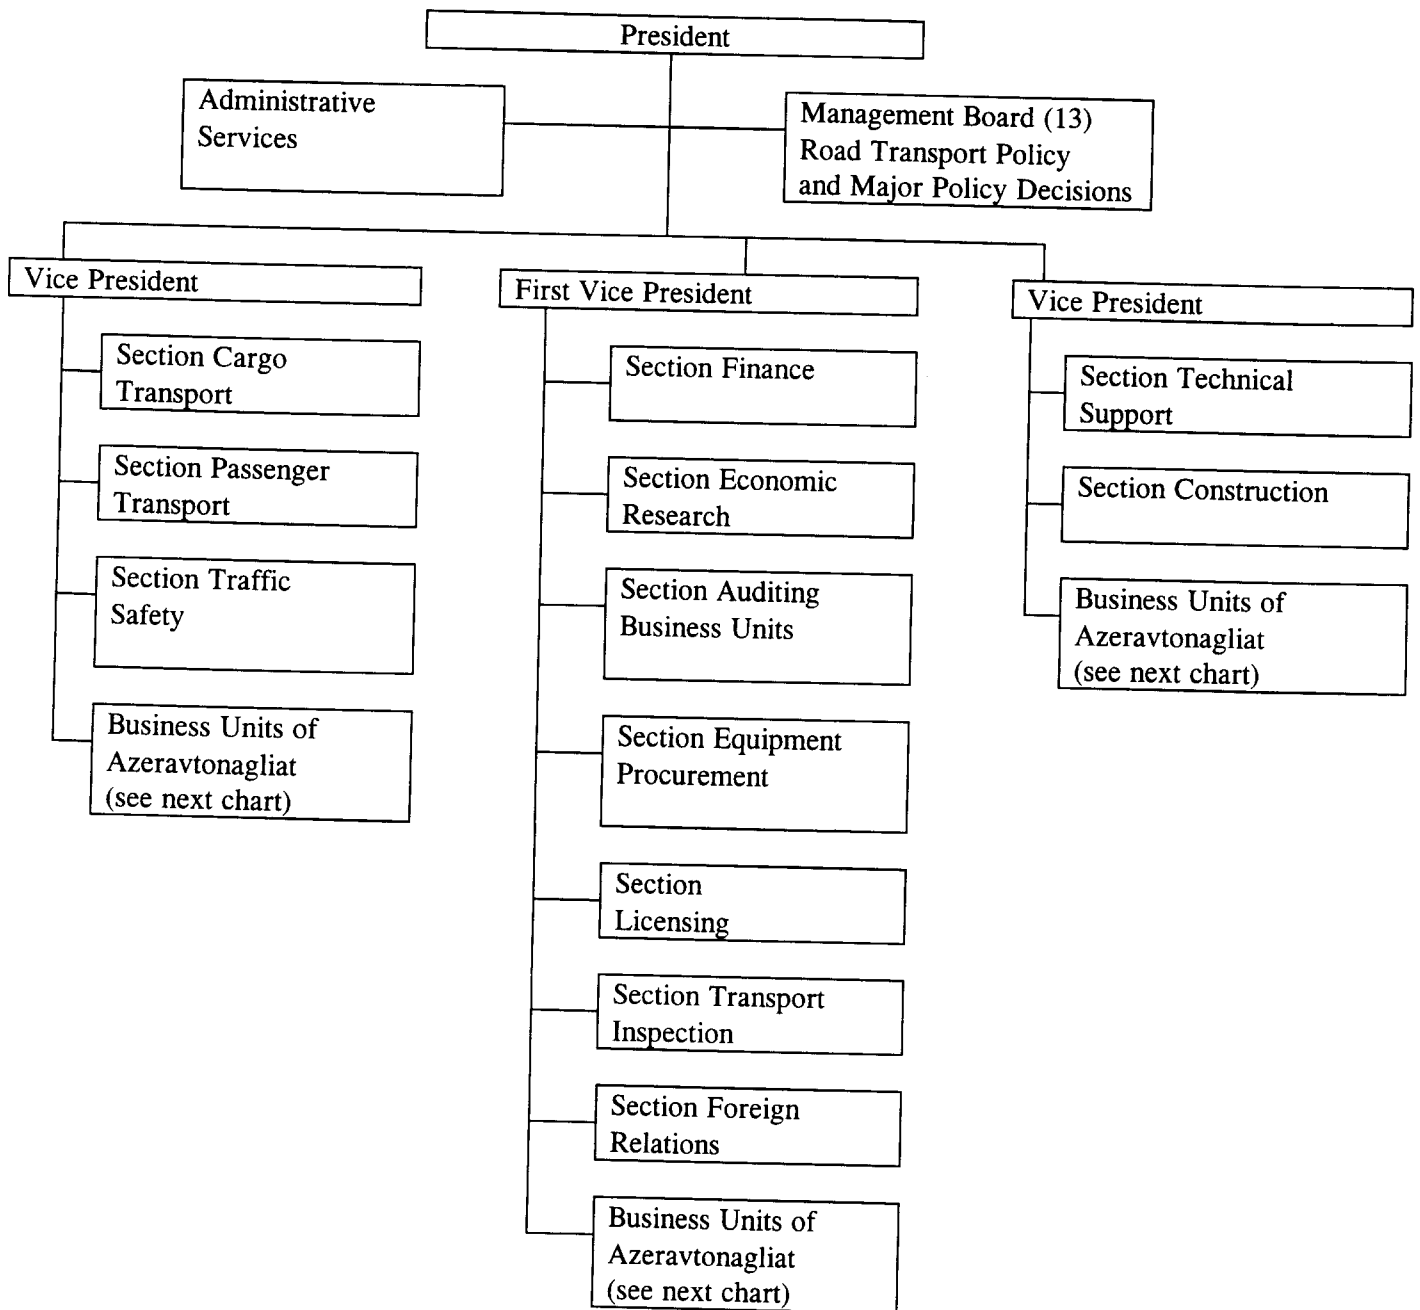 President
Administrative
Services
Management Board (13)
Road Transport Policy
and Major Policy Decisions
Vice President
Section Cargo
Transport
Section Passenger
Transport
Section Traffic
Safety
Business Units of
Azeravtonagliat
(see next chart)
First Vice President
Section Finance
Section Economic
Research
Section Auditing
Business Units
Section Equipment
Procurement
Section
Licensing
Section Transport
Inspection
Section Foreign
Relations
Business Units of
Azeravtonagliat
(see next chart)
Vice President
Section Technical
Support
Section Construction
Business Units of
Azeravtonagliat
(see next chart)